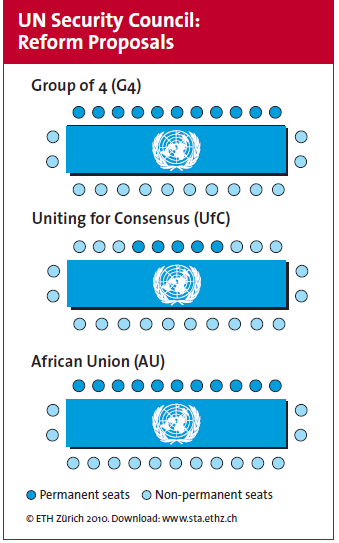 UN Security Council:
Reform Proposals
Group of 4 (G4)
Uniting for Consensus (UfC)
African Union (AU)
Permanent seats Non-permanent seats
© ETH Zürich 2010. Download: www.sta.ethz.ch